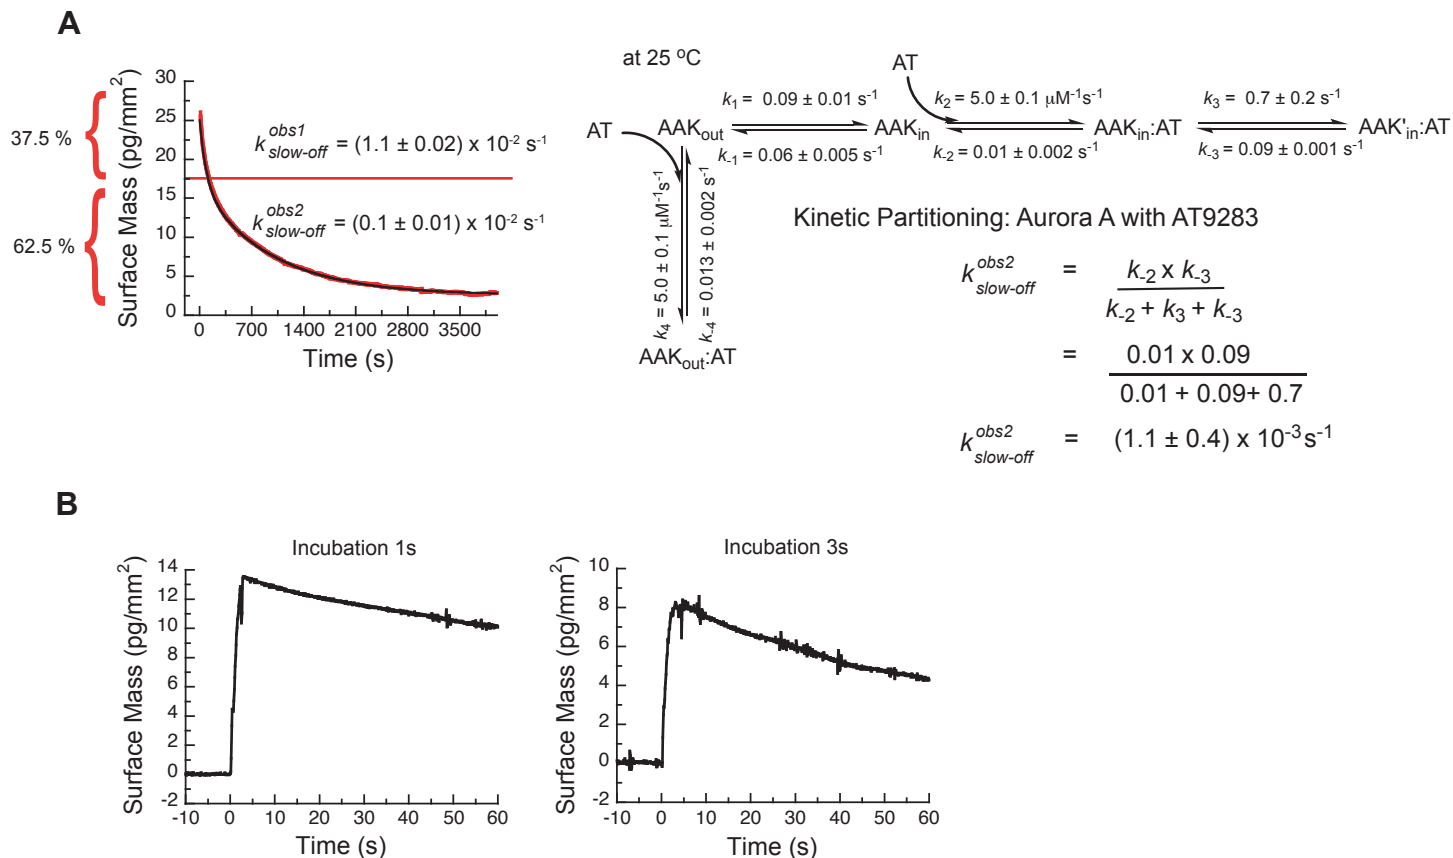 A
at 25 °C
30
25
20
15
10
5
0
Surface Mass (pg/mm²)
37.5 %
62.5 %
k^{obs1}_{slow-off} = (1.1 ± 0.02) x 10⁻² s⁻¹
k^{obs2}_{slow-off} = (0.1 ± 0.01) x 10⁻² s⁻¹
0 700 1400 2100 2800 3500
Time (s)
AT
AT
k₁ = 0.09 ± 0.01 s⁻¹
k₂ = 5.0 ± 0.1 µM⁻¹s⁻¹
k₃ = 0.7 ± 0.2 s⁻¹
AAK_{out}
AAK_{in}
AAK_{in}:AT
AAK'_{in}:AT
k₋₁ = 0.06 ± 0.005 s⁻¹
k₋₂ = 0.01 ± 0.002 s⁻¹
k₋₃ = 0.09 ± 0.001 s⁻¹
k₄ = 5.0 ± 0.1 µM⁻¹s⁻¹
k₋₄ = 0.013 ± 0.002 s⁻¹
AAK_{out}:AT
Kinetic Partitioning: Aurora A with AT9283
k^{obs2}_{slow-off} = k₋₂ x k₋₃
k₋₂ + k₃ + k₋₃
= 0.01 x 0.09
0.01 + 0.09+ 0.7
k^{obs2}_{slow-off} = (1.1 ± 0.4) x 10⁻³s⁻¹
B
Incubation 1s
14
12
10
8
6
4
2
0
-2
Surface Mass (pg/mm²)
-10 0 10 20 30 40 50 60
Time (s)
Incubation 3s
10
8
6
4
2
0
-2
Surface Mass (pg/mm²)
-10 0 10 20 30 40 50 60
Time (s)